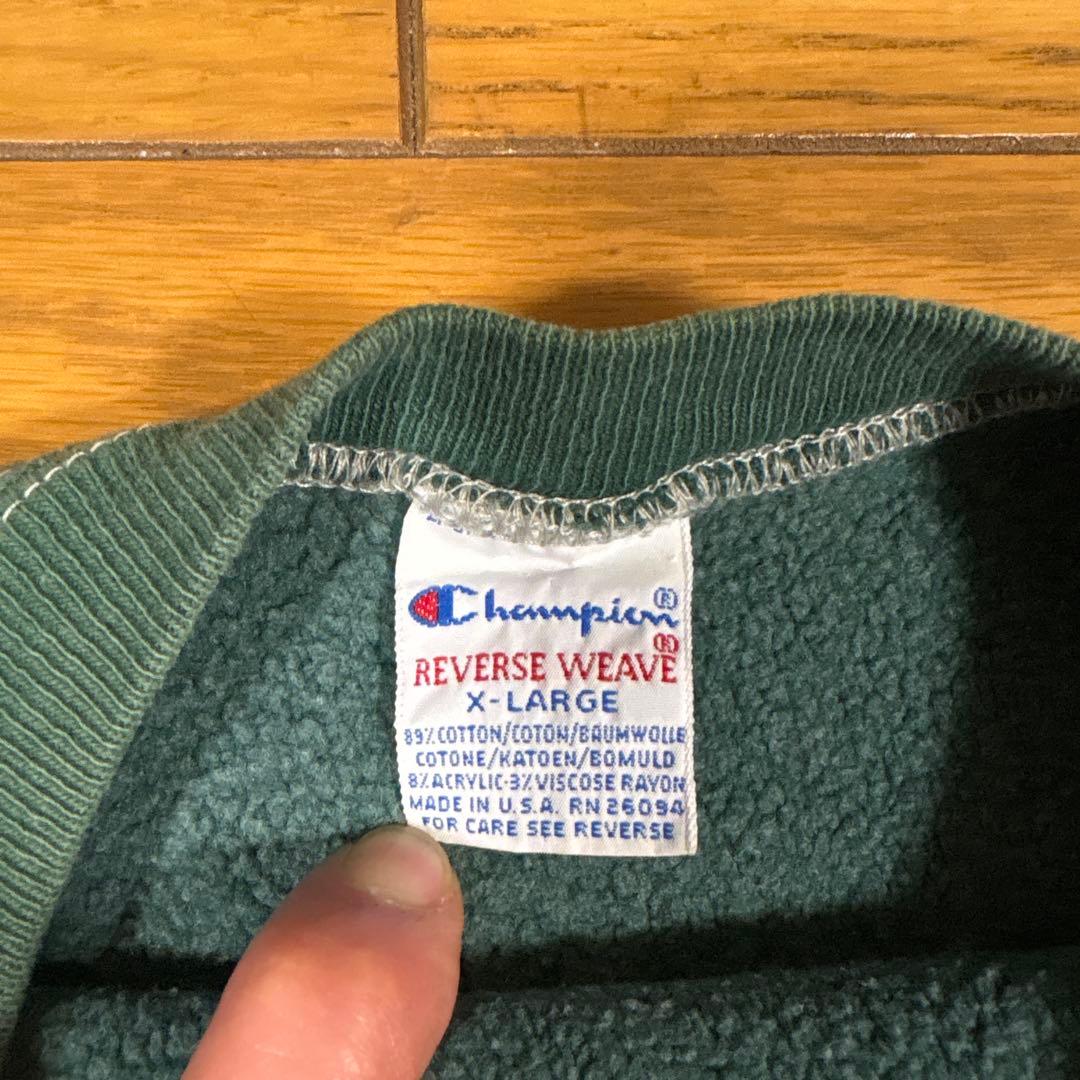 Champion®
REVERSE WEAVE®
X-LARGE
89% COTTON/COTON/BAUMWOLLE
COTONE/KATOEN/BOMULD
8% ACRYLIC-3% VISCOSE RAYON
MADE IN U.S.A. RN 26094
FOR CARE SEE REVERSE